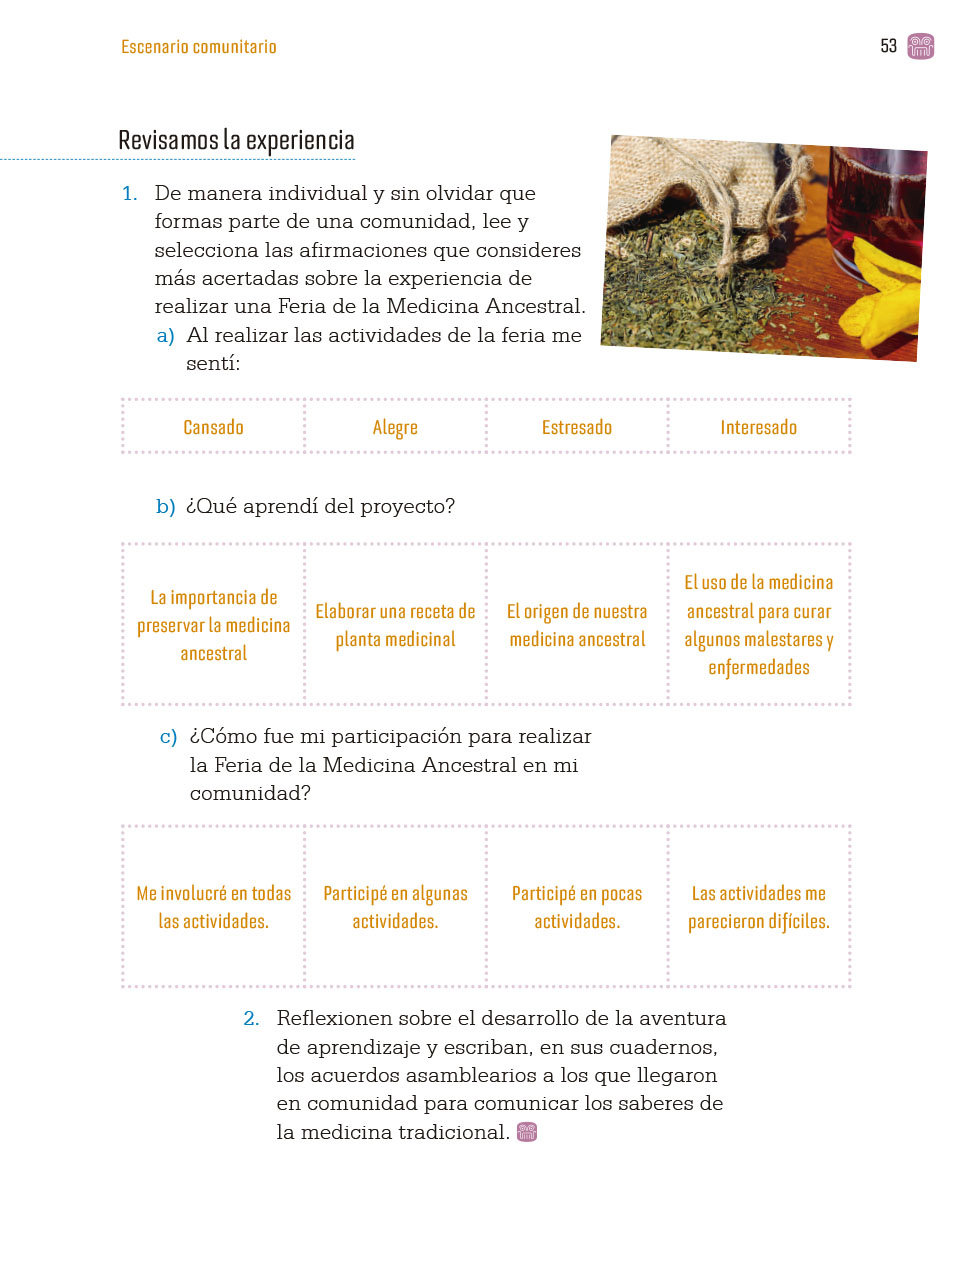 Escenario comunitario
53
Revisamos la experiencia
1. De manera individual y sin olvidar que
formas parte de una comunidad, lee y
selecciona las afirmaciones que consideres
más acertadas sobre la experiencia de
realizar una Feria de la Medicina Ancestral.
a) Al realizar las actividades de la feria me
sentí:
Cansado
Alegre
Estresado
Interesado
b) ¿Qué aprendí del proyecto?
La importancia de
preservar la medicina
ancestral
Elaborar una receta de
planta medicinal
El origen de nuestra
medicina ancestral
El uso de la medicina
ancestral para curar
algunos malestares y
enfermedades
c) ¿Cómo fue mi participación para realizar
la Feria de la Medicina Ancestral en mi
comunidad?
Me involucré en todas
las actividades.
Participé en algunas
actividades.
Participé en pocas
actividades.
Las actividades me
parecieron difíciles.
2. Reflexionen sobre el desarrollo de la aventura
de aprendizaje y escriban, en sus cuadernos,
los acuerdos asamblearios a los que llegaron
en comunidad para comunicar los saberes de
la medicina tradicional.